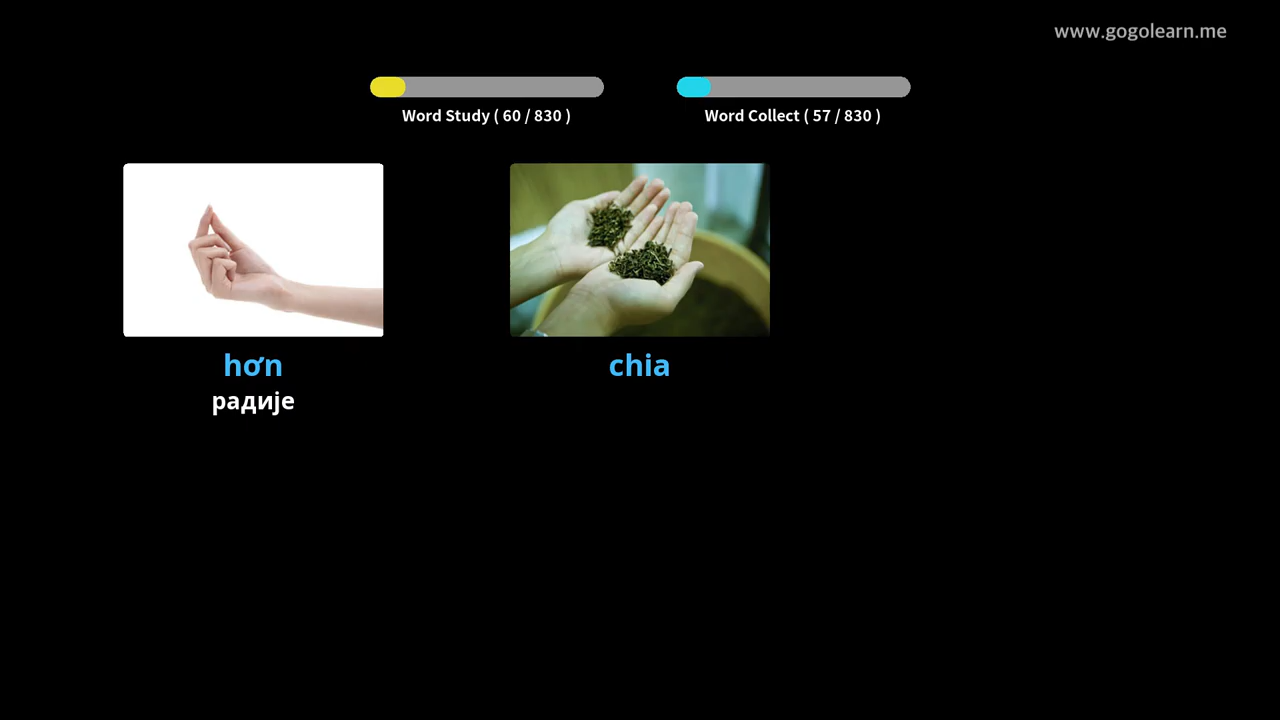 www.gogolearn.me
Word Study ( 60 / 830 )
Word Collect ( 57 / 830 )
hơn
chia
радије